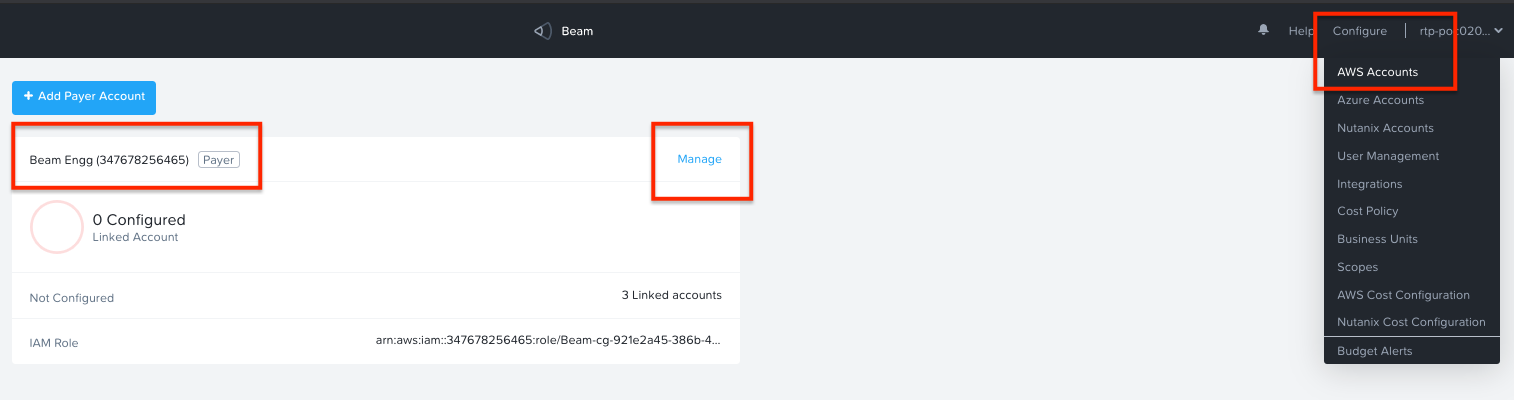 Beam
Help
Configure
rtp-poc020...
AWS Accounts
Azure Accounts
Nutanix Accounts
User Management
Integrations
Cost Policy
Business Units
Scopes
AWS Cost Configuration
Nutanix Cost Configuration
Budget Alerts
+ Add Payer Account
Beam Engg (347678256465) Payer
Manage
0 Configured
Linked Account
Not Configured
3 Linked accounts
IAM Role
arn:aws:iam::347678256465:role/Beam-cg-921e2a45-386b-4...